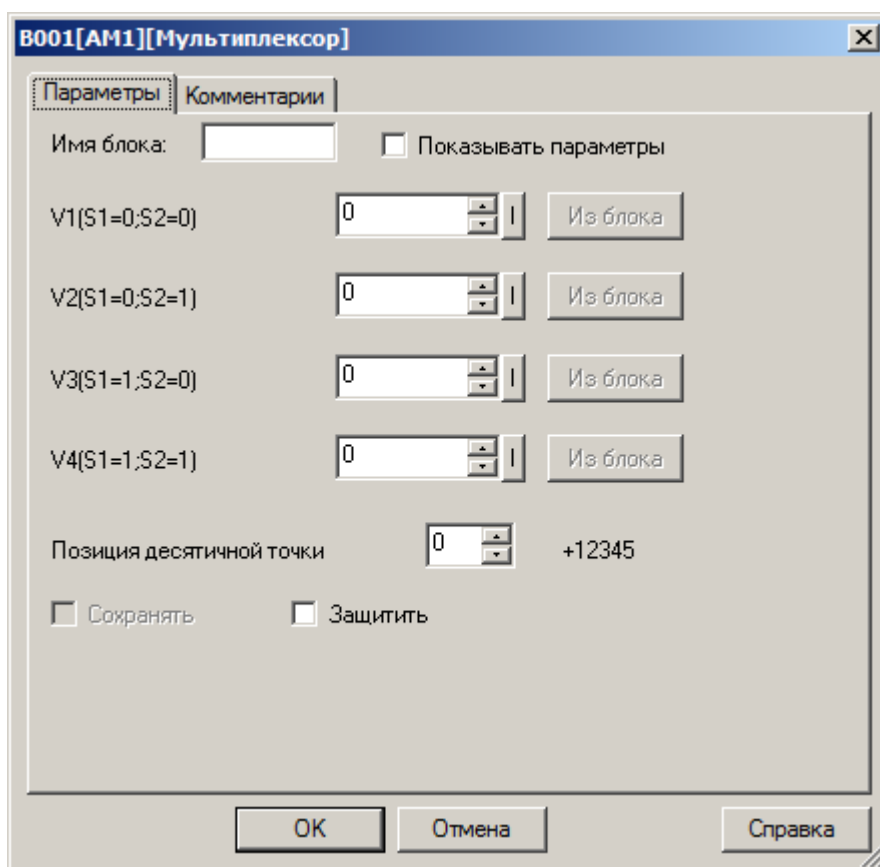 B001[AM1][Мультиплексор]
Параметры Комментарии
Имя блока: Показывать параметры
V1(S1=0;S2=0) 0 I Из блока
V2(S1=0;S2=1) 0 I Из блока
V3(S1=1;S2=0) 0 I Из блока
V4(S1=1;S2=1) 0 I Из блока
Позиция десятичной точки 0 +12345
Сохранять Защитить
OK Отмена Справка